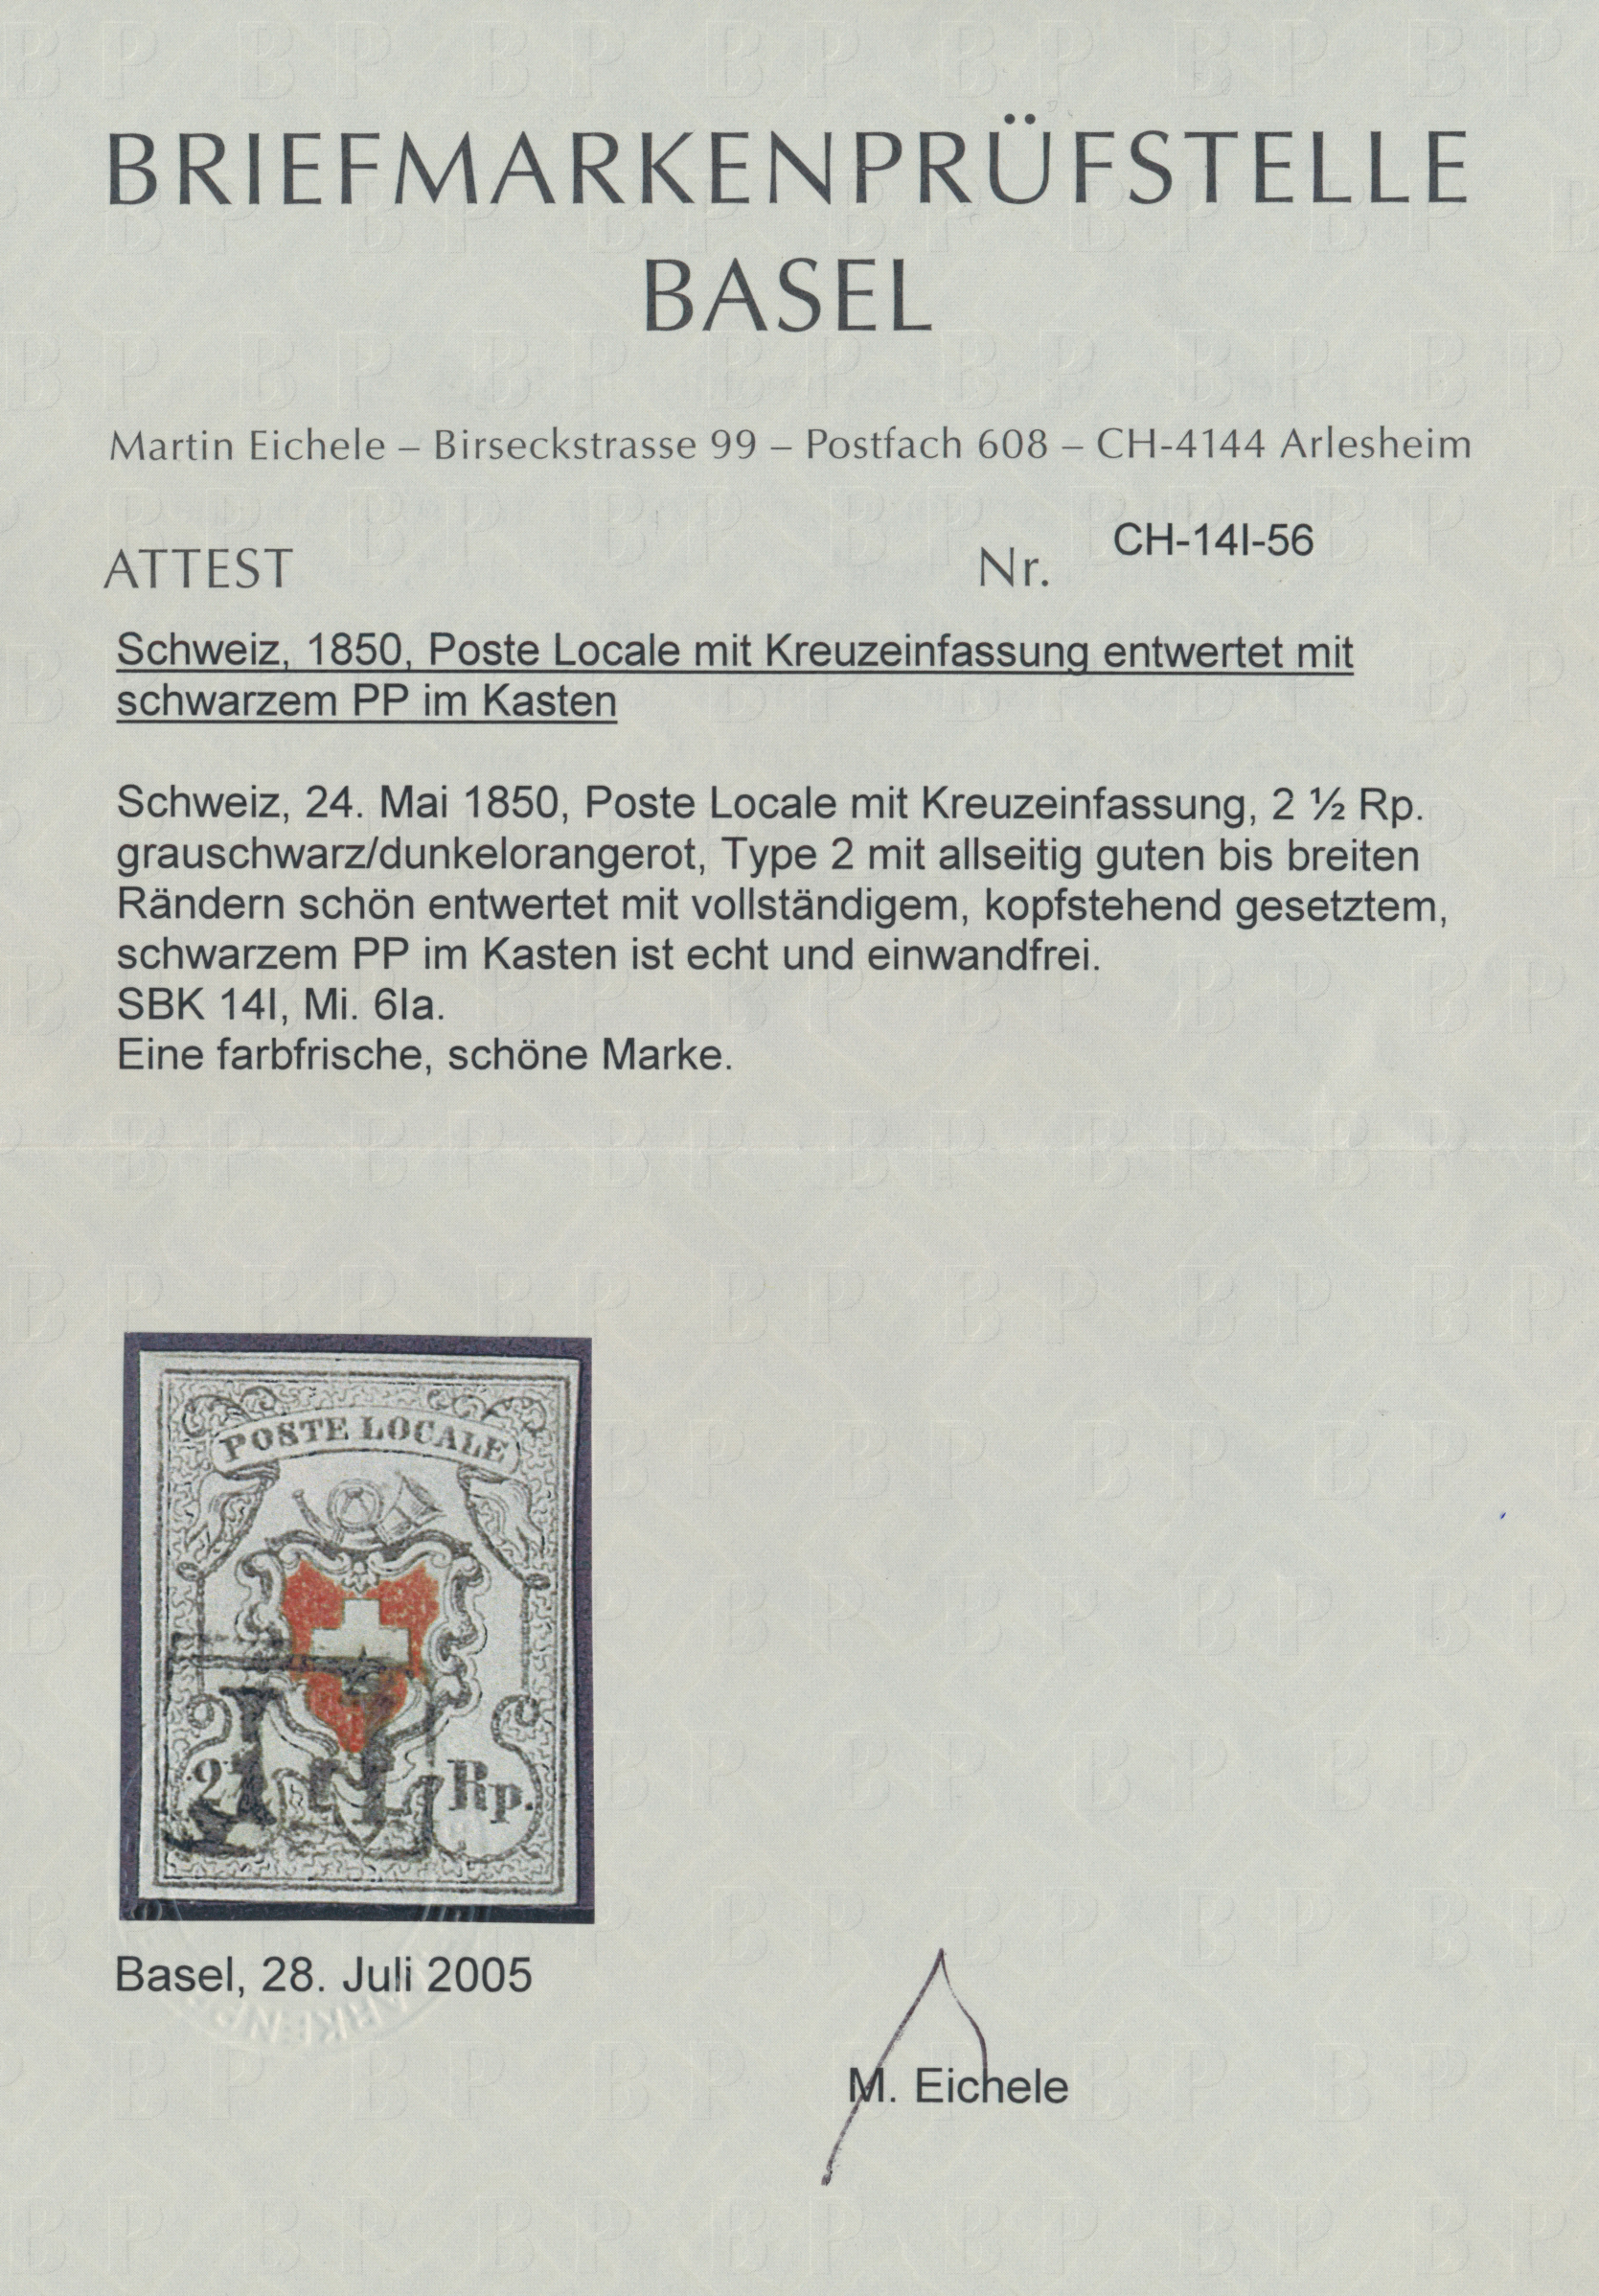 BRIEFMARKENPRÜFSTELLE
BASEL
Martin Eichele – Birseckstrasse 99 – Postfach 608 – CH-4144 Arlesheim
ATTEST Nr. CH-14I-56
Schweiz, 1850, Poste Locale mit Kreuzeinfassung entwertet mit
schwarzem PP im Kasten
Schweiz, 24. Mai 1850, Poste Locale mit Kreuzeinfassung, 2 ½ Rp.
grauschwarz/dunkelorangerot, Type 2 mit allseitig guten bis breiten
Rändern schön entwertet mit vollständigem, kopfstehend gesetztem,
schwarzem PP im Kasten ist echt und einwandfrei.
SBK 14I, Mi. 6Ia.
Eine farbfrische, schöne Marke.
POSTE LOCALE
Rp.
Basel, 28. Juli 2005
M. Eichele